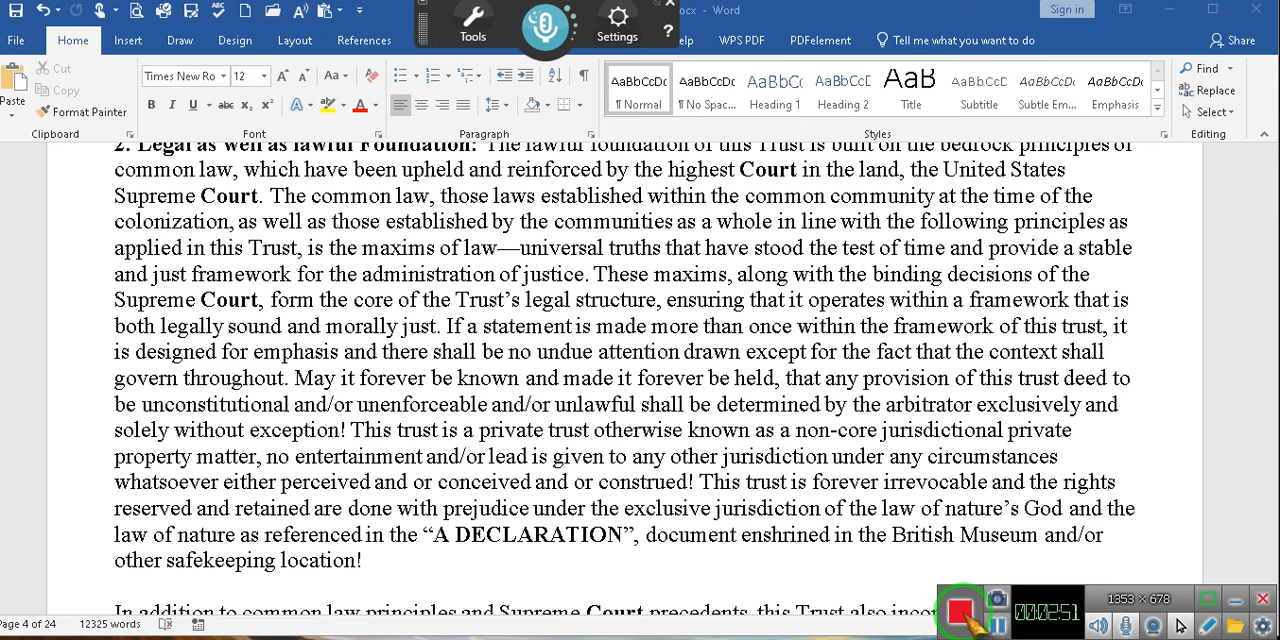 .ocx - Word
Sign in
File
Home
Insert
Draw
Design
Layout
References
Tools
Settings
?
elp
WPS PDF
PDFelement
Tell me what you want to do
Share
Paste
Cut
Copy
Format Painter
Clipboard
Times New Ro
12
Font
Paragraph
AaBbCcDc
¶ Normal
AaBbCcDc
¶ No Spac...
AaBbCc
Heading 1
AaBbCcD
Heading 2
AaB
Title
AaBbCcD
Subtitle
AaBbCcDc
Subtle Em...
AaBbCcDc
Emphasis
Styles
Find
Replace
Select
Editing
2. Legal as well as lawful Foundation: The lawful foundation of this Trust is built on the bedrock principles of
common law, which have been upheld and reinforced by the highest Court in the land, the United States
Supreme Court. The common law, those laws established within the common community at the time of the
colonization, as well as those established by the communities as a whole in line with the following principles as
applied in this Trust, is the maxims of law—universal truths that have stood the test of time and provide a stable
and just framework for the administration of justice. These maxims, along with the binding decisions of the
Supreme Court, form the core of the Trust’s legal structure, ensuring that it operates within a framework that is
both legally sound and morally just. If a statement is made more than once within the framework of this trust, it
is designed for emphasis and there shall be no undue attention drawn except for the fact that the context shall
govern throughout. May it forever be known and made it forever be held, that any provision of this trust deed to
be unconstitutional and/or unenforceable and/or unlawful shall be determined by the arbitrator exclusively and
solely without exception! This trust is a private trust otherwise known as a non-core jurisdictional private
property matter, no entertainment and/or lead is given to any other jurisdiction under any circumstances
whatsoever either perceived and or conceived and or construed! This trust is forever irrevocable and the rights
reserved and retained are done with prejudice under the exclusive jurisdiction of the law of nature’s God and the
law of nature as referenced in the “A DECLARATION”, document enshrined in the British Museum and/or
other safekeeping location!
In addition to common law principles and Supreme Court precedents, this Trust also incor
00:02:51
1353 × 678
Page 4 of 24
12325 words